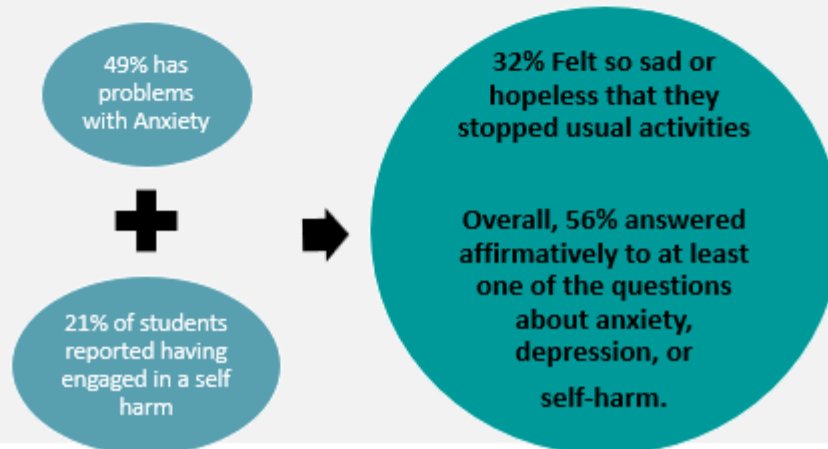 49% has
problems
with Anxiety
21% of students
reported having
engaged in a self
harm
32% Felt so sad or
hopeless that they
stopped usual activities
Overall, 56% answered
affirmatively to at least
one of the questions
about anxiety,
depression, or
self-harm.